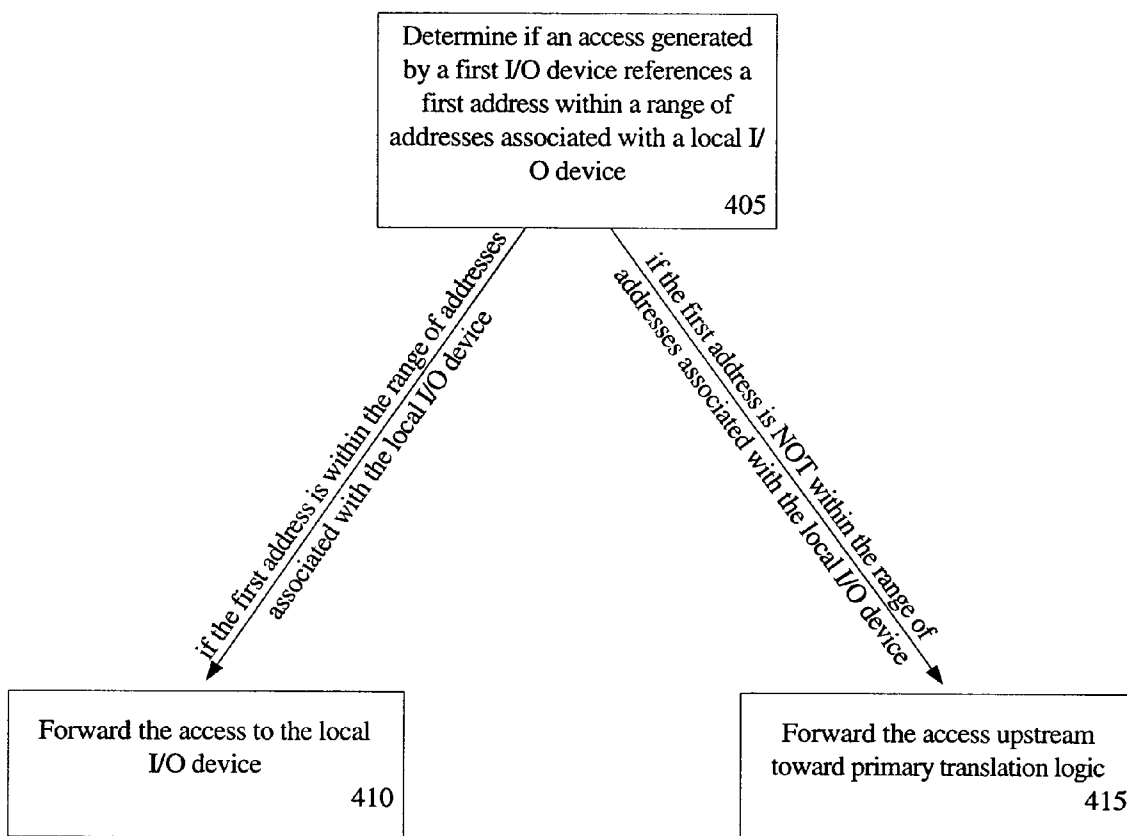 Determine if an access generated
by a first I/O device references a
first address within a range of
addresses associated with a local I/
O device
405
if the first address is within the range of addresses
associated with the local I/O device
if the first address is NOT within the range of
addresses associated with the local I/O device
Forward the access to the local
I/O device
410
Forward the access upstream
toward primary translation logic
415